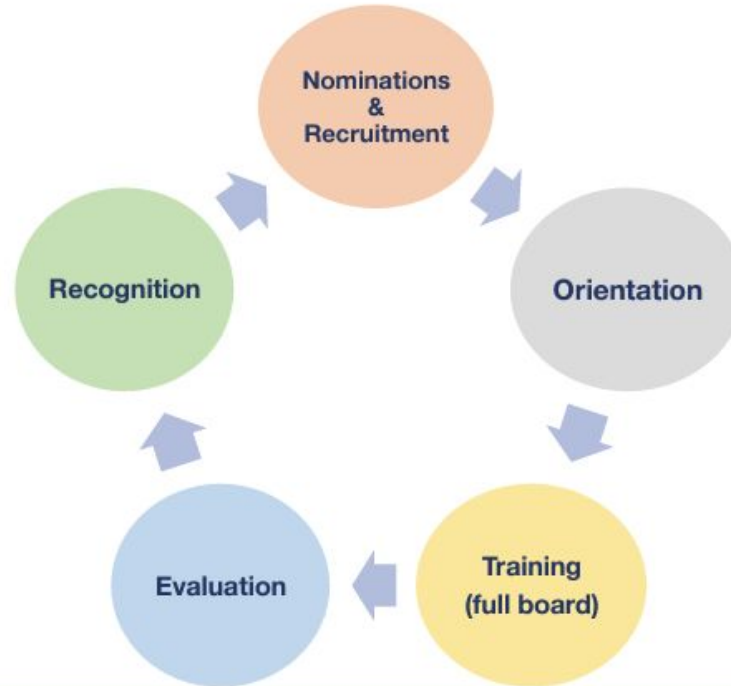 Nominations
&
Recruitment
Orientation
Training
(full board)
Evaluation
Recognition